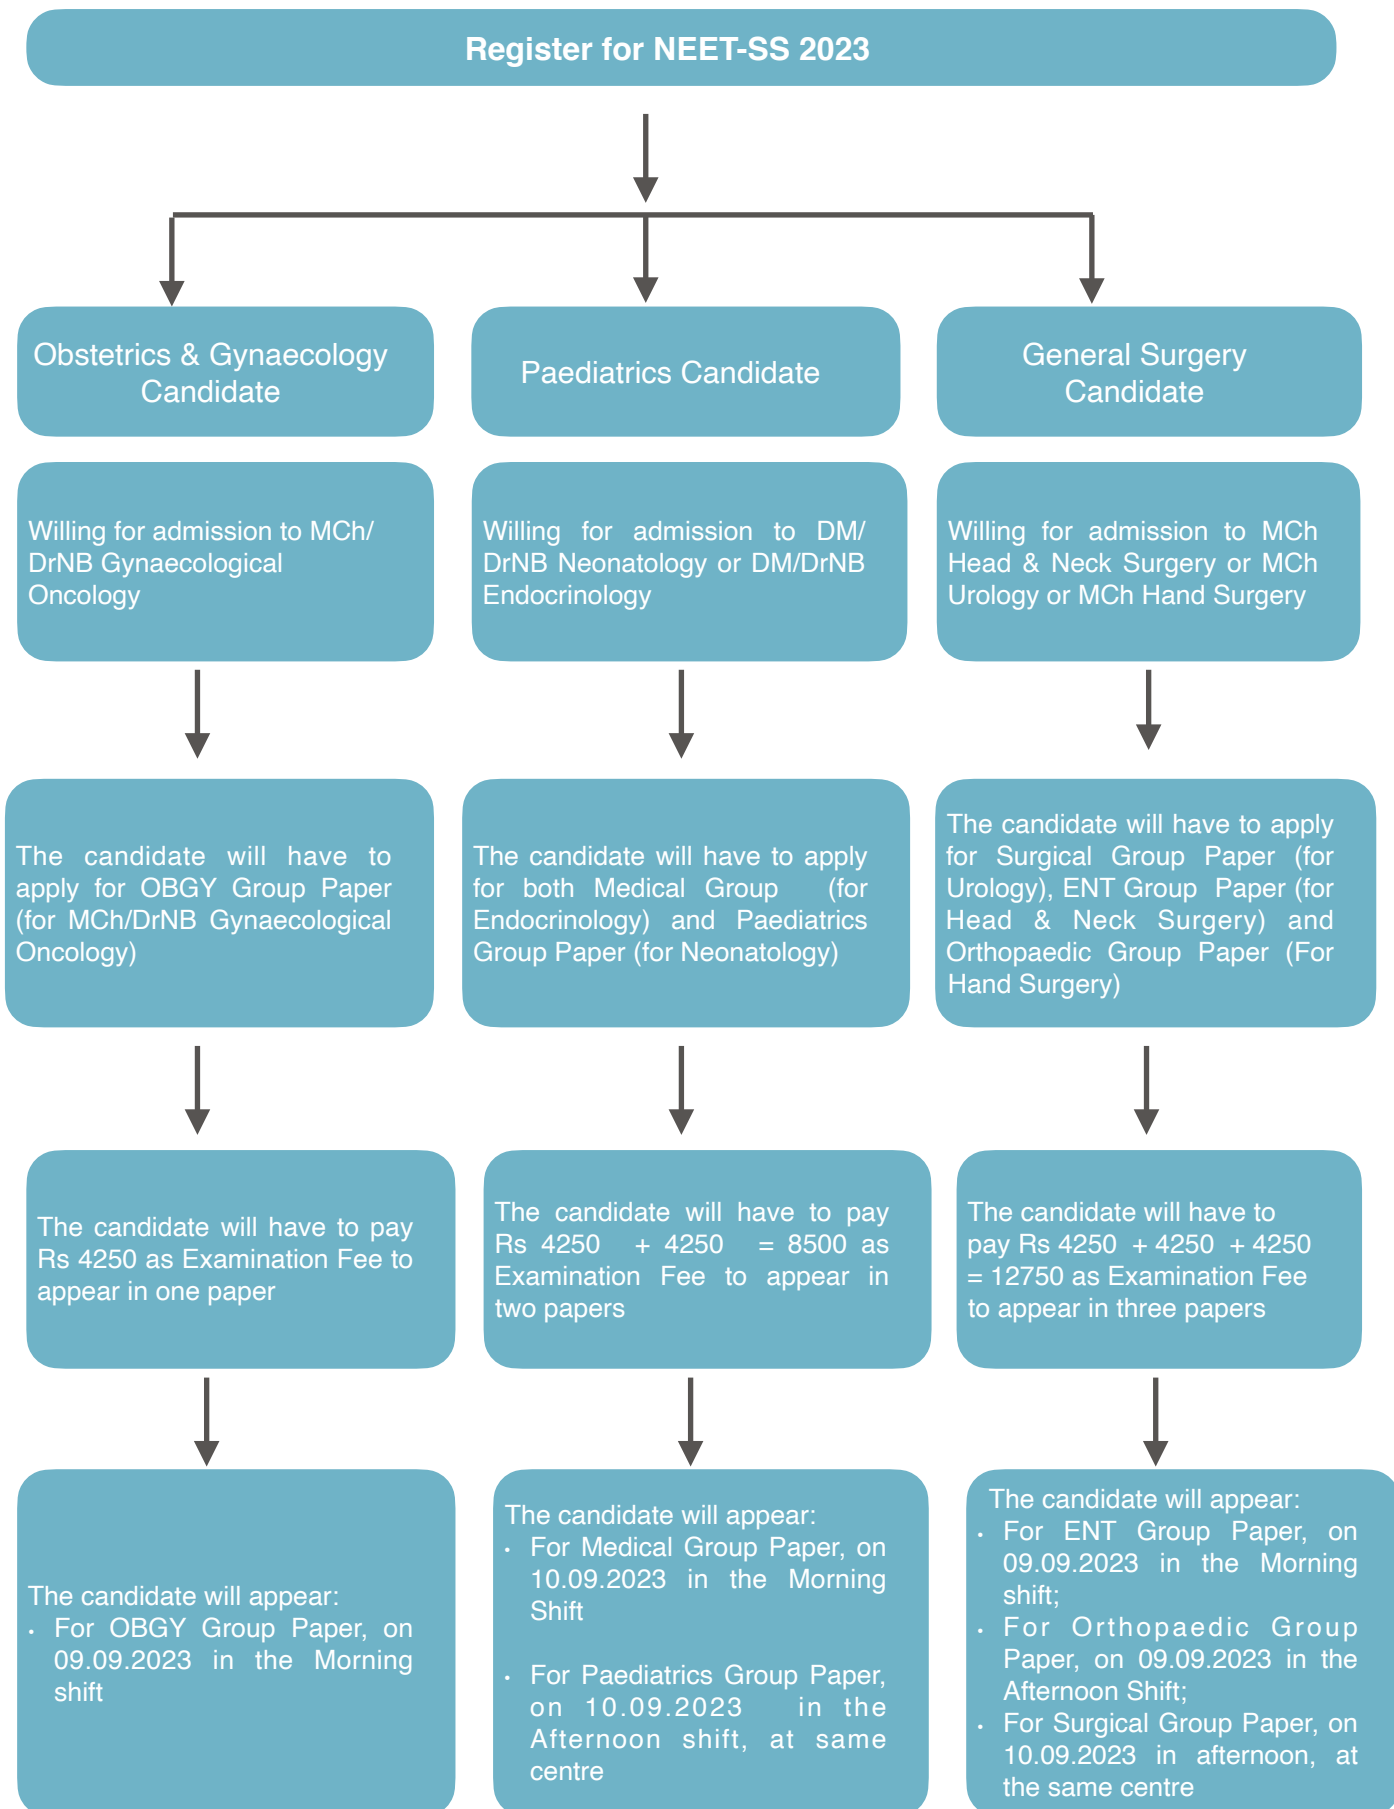 Register for NEET-SS 2023
Obstetrics & Gynaecology
Candidate
Paediatrics Candidate
General Surgery
Candidate
Willing for admission to MCh/
DrNB Gynaecological
Oncology
Willing for admission to DM/
DrNB Neonatology or DM/DrNB
Endocrinology
Willing for admission to MCh
Head & Neck Surgery or MCh
Urology or MCh Hand Surgery
The candidate will have to
apply for OBGY Group Paper
(for MCh/DrNB Gynaecological
Oncology)
The candidate will have to apply
for both Medical Group (for
Endocrinology) and Paediatrics
Group Paper (for Neonatology)
The candidate will have to apply
for Surgical Group Paper (for
Urology), ENT Group Paper (for
Head & Neck Surgery) and
Orthopaedic Group Paper (For
Hand Surgery)
The candidate will have to pay
Rs 4250 as Examination Fee to
appear in one paper
The candidate will have to pay
Rs 4250 + 4250 = 8500 as
Examination Fee to appear in
two papers
The candidate will have to
pay Rs 4250 + 4250 + 4250
= 12750 as Examination Fee
to appear in three papers
The candidate will appear:
• For OBGY Group Paper, on
09.09.2023 in the Morning
shift
The candidate will appear:
• For Medical Group Paper, on
10.09.2023 in the Morning
Shift
• For Paediatrics Group Paper,
on 10.09.2023 in the
Afternoon shift, at same
centre
The candidate will appear:
• For ENT Group Paper, on
09.09.2023 in the Morning
shift;
• For Orthopaedic Group
Paper, on 09.09.2023 in the
Afternoon Shift;
• For Surgical Group Paper, on
10.09.2023 in afternoon, at
the same centre